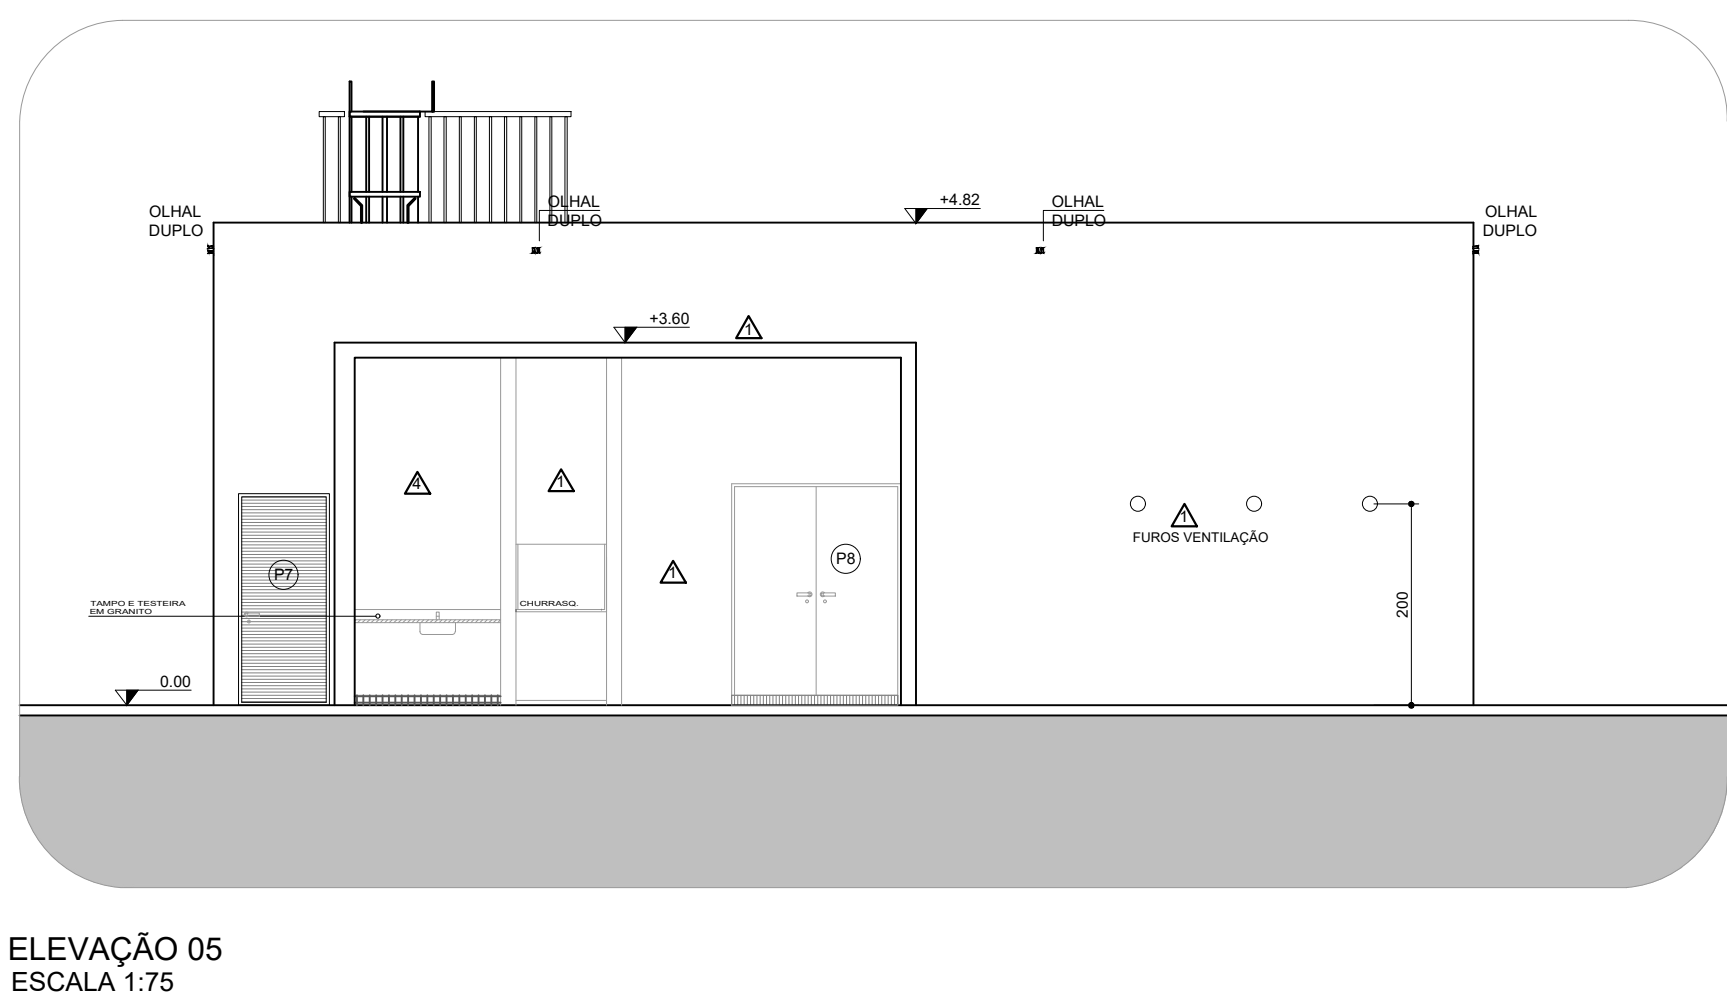 OLHAL
DUPLO
OLHAL
DUPLO
+4.82
OLHAL
DUPLO
OLHAL
DUPLO
+3.60
1
4
1
1
FUROS VENTILAÇÃO
P7
P8
1
TAMPO E TESTEIRA
EM GRANITO
CHURRASQ.
200
0.00
ELEVAÇÃO 05
ESCALA 1:75